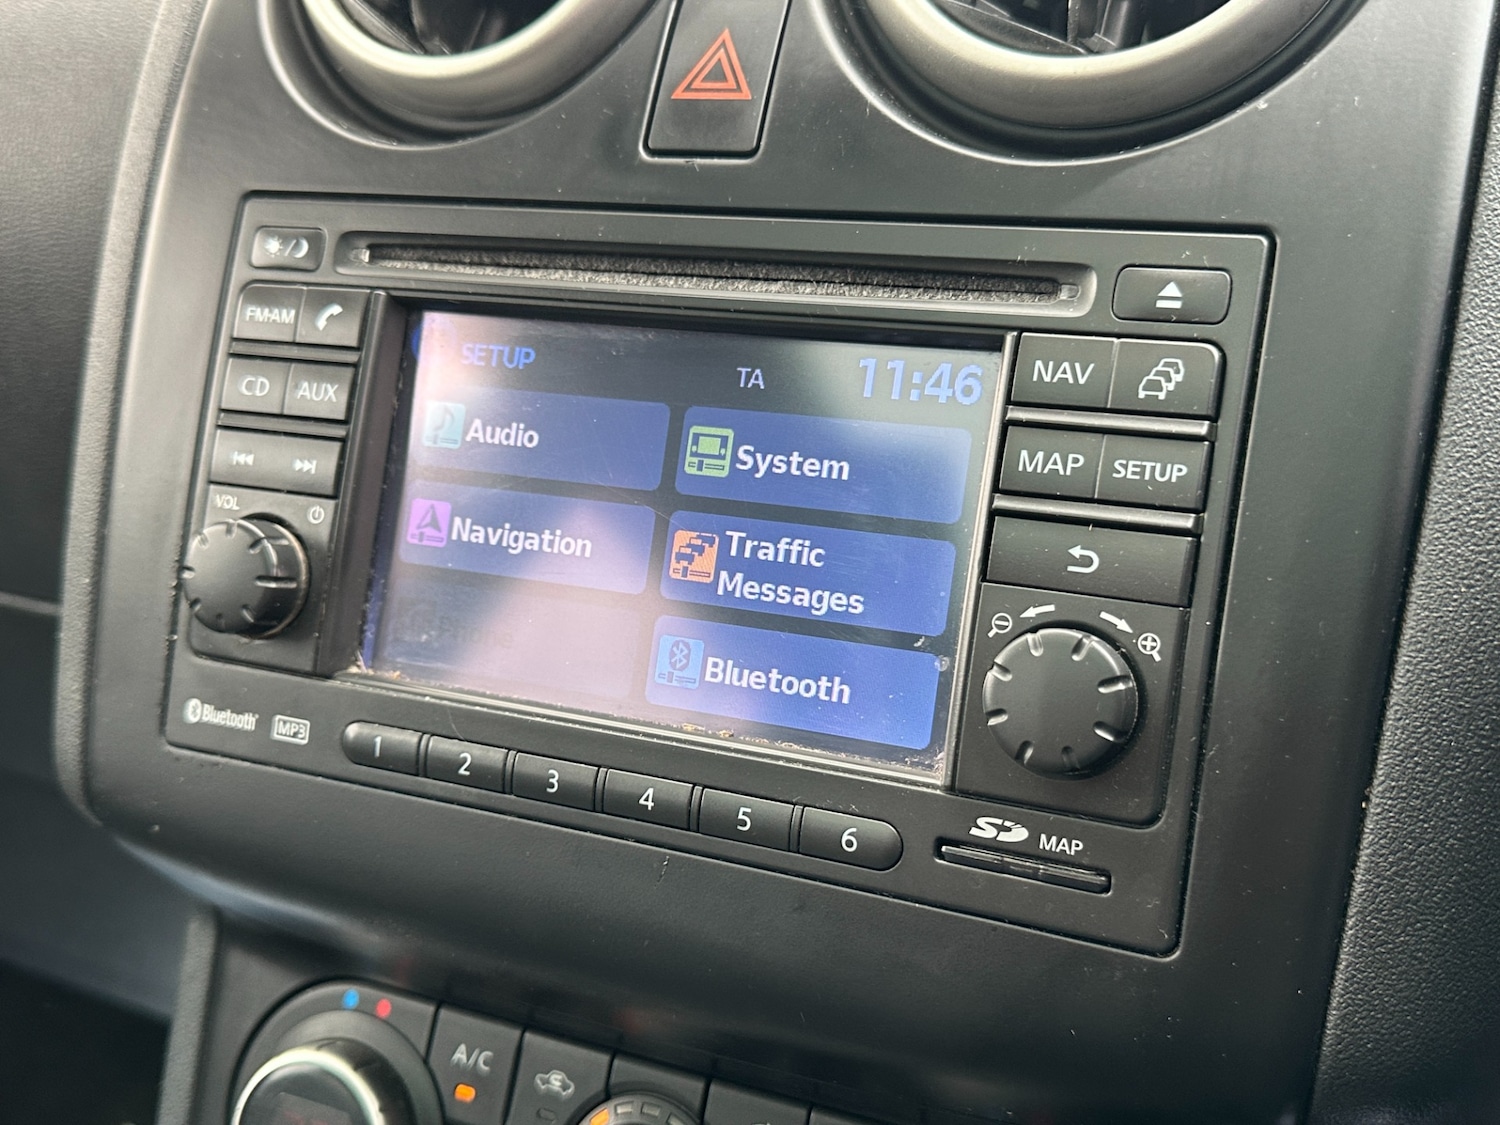 FM·AM
CD AUX
VOL
SETUP TA 11:46
Audio
System
Navigation
Traffic
Messages
Phone
Bluetooth
NAV
MAP SETUP
Bluetooth MP3
1 2 3 4 5 6
SD MAP
A/C